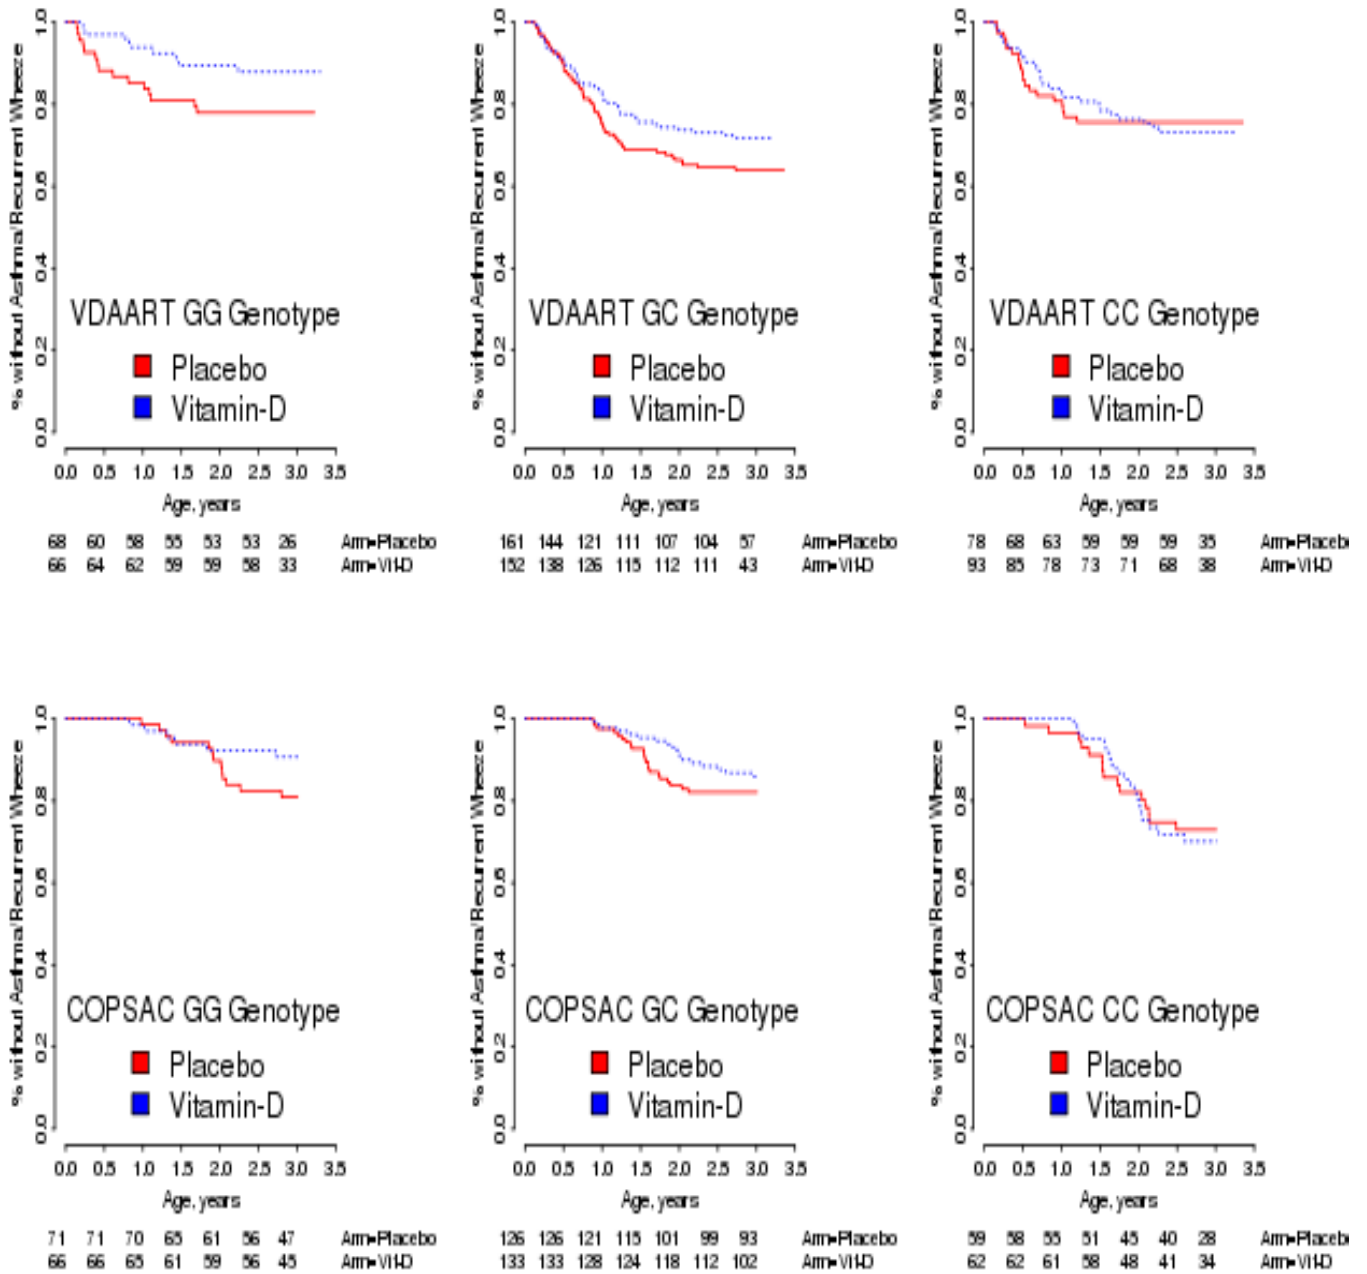 % without Asthma/Recurrent Wheeze
1.0
0.8
0.6
0.4
0.2
0.0
VDAART GG Genotype
Placebo
Vitamin-D
0.0 0.5 1.0 1.5 2.0 2.5 3.0 3.5
Age, years
68 60 58 55 53 53 26 Arm=Placebo
66 64 62 59 59 58 33 Arm=Vit-D
% without Asthma/Recurrent Wheeze
1.0
0.8
0.6
0.4
0.2
0.0
VDAART GC Genotype
Placebo
Vitamin-D
0.0 0.5 1.0 1.5 2.0 2.5 3.0 3.5
Age, years
161 144 121 111 107 104 57 Arm=Placebo
152 138 126 115 112 111 43 Arm=Vit-D
% without Asthma/Recurrent Wheeze
1.0
0.8
0.6
0.4
0.2
0.0
VDAART CC Genotype
Placebo
Vitamin-D
0.0 0.5 1.0 1.5 2.0 2.5 3.0 3.5
Age, years
78 68 63 59 59 59 35 Arm=Placebo
93 85 78 73 71 68 38 Arm=Vit-D
% without Asthma/Recurrent Wheeze
1.0
0.8
0.6
0.4
0.2
0.0
COPSAC GG Genotype
Placebo
Vitamin-D
0.0 0.5 1.0 1.5 2.0 2.5 3.0 3.5
Age, years
71 71 70 65 61 56 47 Arm=Placebo
66 66 65 61 59 56 45 Arm=Vit-D
% without Asthma/Recurrent Wheeze
1.0
0.8
0.6
0.4
0.2
0.0
COPSAC GC Genotype
Placebo
Vitamin-D
0.0 0.5 1.0 1.5 2.0 2.5 3.0 3.5
Age, years
126 126 121 115 101 99 93 Arm=Placebo
133 133 128 124 118 112 102 Arm=Vit-D
% without Asthma/Recurrent Wheeze
1.0
0.8
0.6
0.4
0.2
0.0
COPSAC CC Genotype
Placebo
Vitamin-D
0.0 0.5 1.0 1.5 2.0 2.5 3.0 3.5
Age, years
59 58 55 51 45 40 28 Arm=Placebo
62 62 61 58 48 41 34 Arm=Vit-D